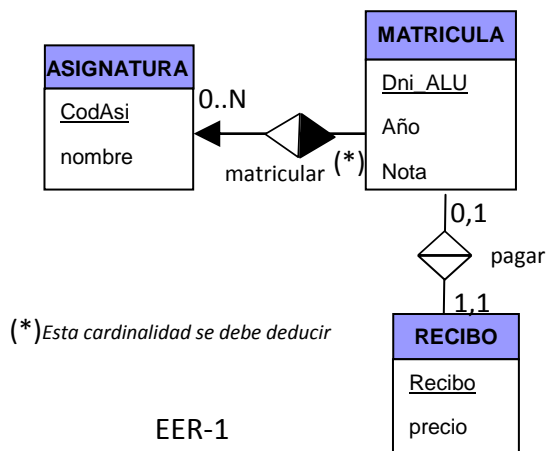 MATRICULA
ASIGNATURA
Dni_ALU
CodAsi
0..N
Año
nombre
matricular
(*)
Nota
0,1
pagar
1,1
(*)Esta cardinalidad se debe deducir
RECIBO
Recibo
EER-1
precio